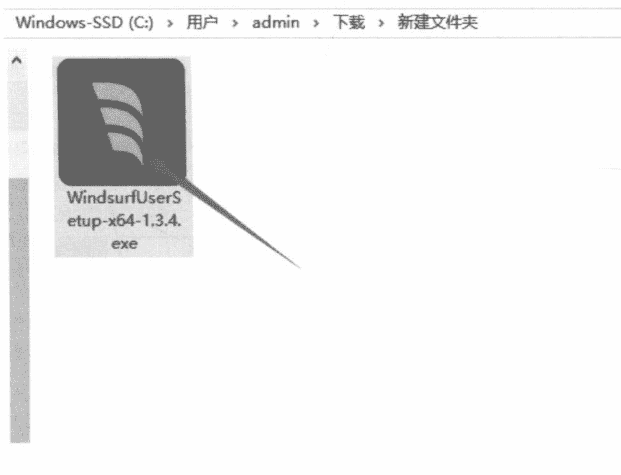 Windows-SSD (C:) › 用户 › admin › 下载 › 新建文件夹
WindsurfUserS
etup-x64-1.3.4.
exe